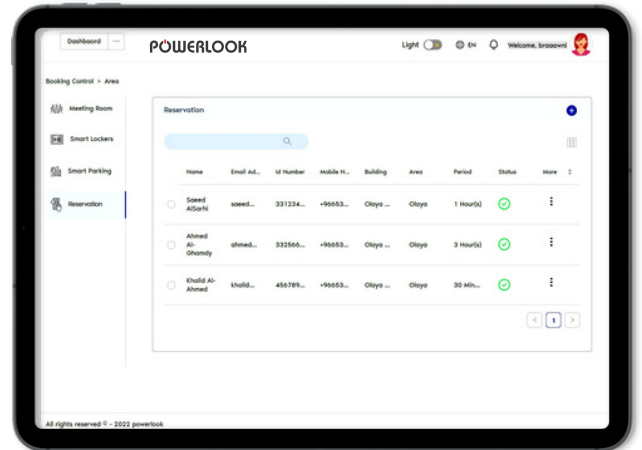 Dashboard ...
POWERLOOK
Light
EN
Welcome, braaawni
Booking Control > Area
Meeting Room
Smart Lockers
Smart Parking
Reservation
Reservation
Name Email Ad... Id Number Mobile N... Building Area Period Status More
Saeed AlSarhi saeed... 331234... +96653... Olaya ... Olaya 1 Hour(s)
Ahmed Al-Ghamdy ahmed... 332566... +96653... Olaya ... Olaya 3 Hour(s)
Khalid Al-Ahmed khalid... 456789... +96653... Olaya ... Olaya 30 Min...
< 1 >
All rights reserved © - 2022 powerlook